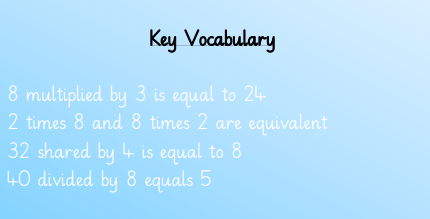 Key Vocabulary
8 multiplied by 3 is equal to 24
2 times 8 and 8 times 2 are equivalent
32 shared by 4 is equal to 8
40 divided by 8 equals 5